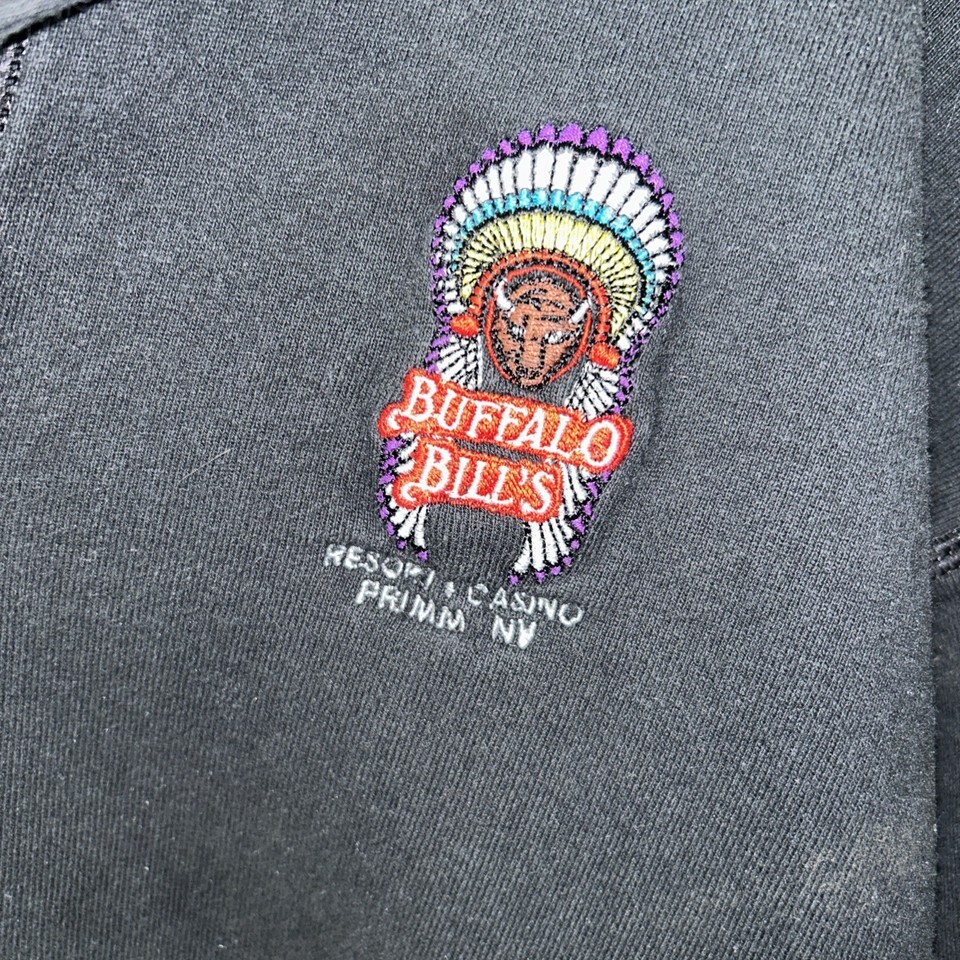 BUFFALO
BILL'S
RESORT & CASINO
PRIMM NV